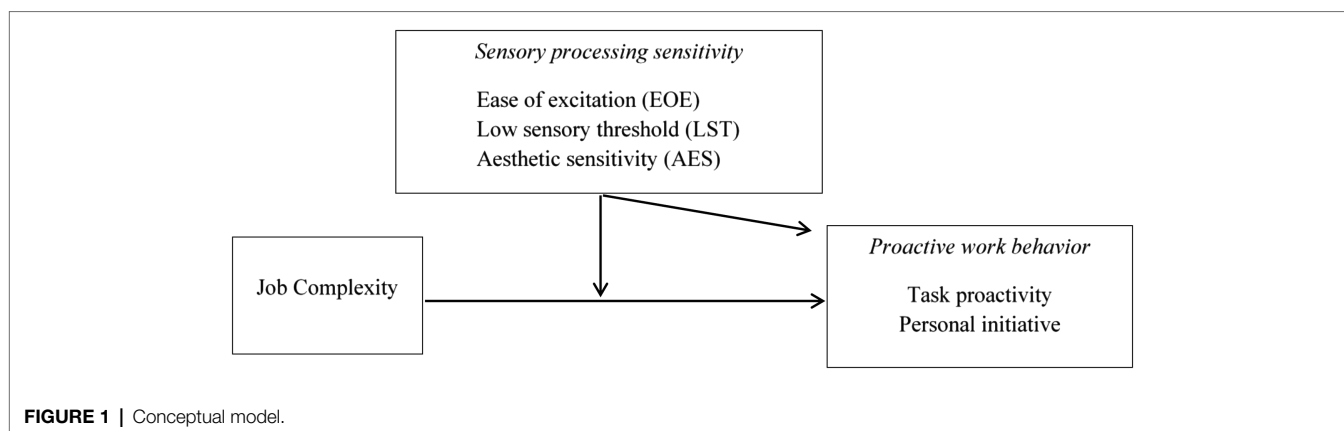 Sensory processing sensitivity
Ease of excitation (EOE)
Low sensory threshold (LST)
Aesthetic sensitivity (AES)
Job Complexity
Proactive work behavior
Task proactivity
Personal initiative
FIGURE 1 | Conceptual model.